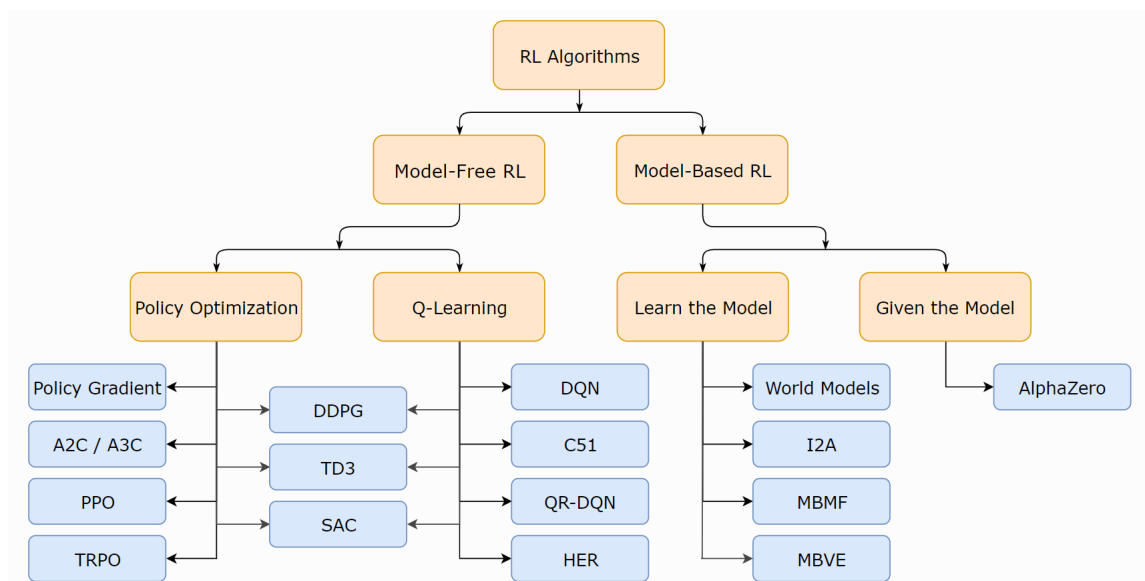 RL Algorithms
Model-Free RL
Model-Based RL
Policy Optimization
Q-Learning
Learn the Model
Given the Model
Policy Gradient
DDPG
DQN
World Models
AlphaZero
A2C / A3C
TD3
C51
I2A
PPO
SAC
QR-DQN
MBMF
TRPO
HER
MBVE